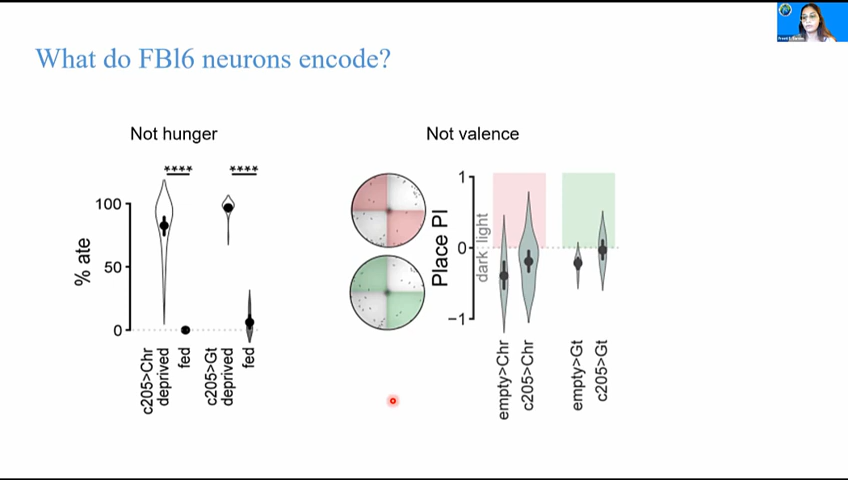 What do FBl6 neurons encode?
Not hunger
Not valence
****
****
% ate
100
50
0
c205>Chr
deprived
fed
c205>Gt
deprived
fed
Place PI
dark light
1
0
−1
empty>Chr
c205>Chr
empty>Gt
c205>Gt